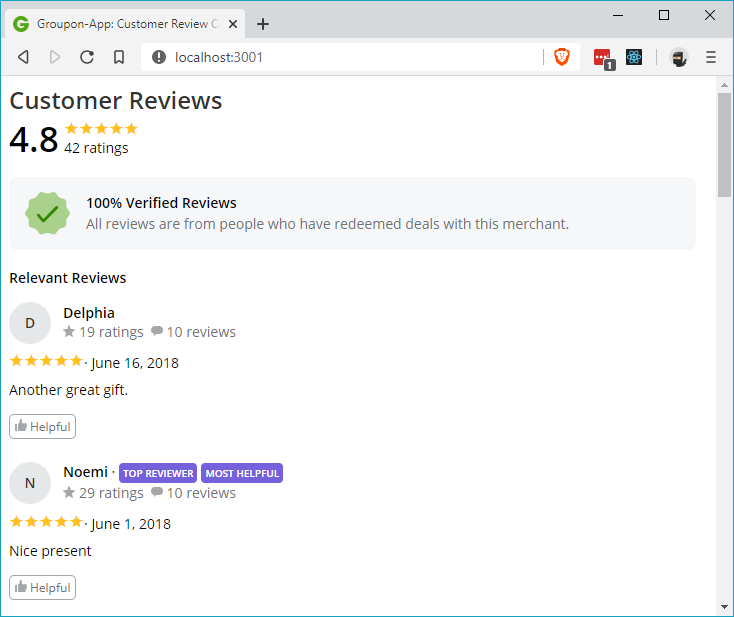 Groupon-App: Customer Review C
localhost:3001
1
Customer Reviews
4.8
42 ratings
100% Verified Reviews
All reviews are from people who have redeemed deals with this merchant.
Relevant Reviews
D
Delphia
19 ratings 10 reviews
· June 16, 2018
Another great gift.
Helpful
N
Noemi · TOP REVIEWER MOST HELPFUL
29 ratings 10 reviews
· June 1, 2018
Nice present
Helpful